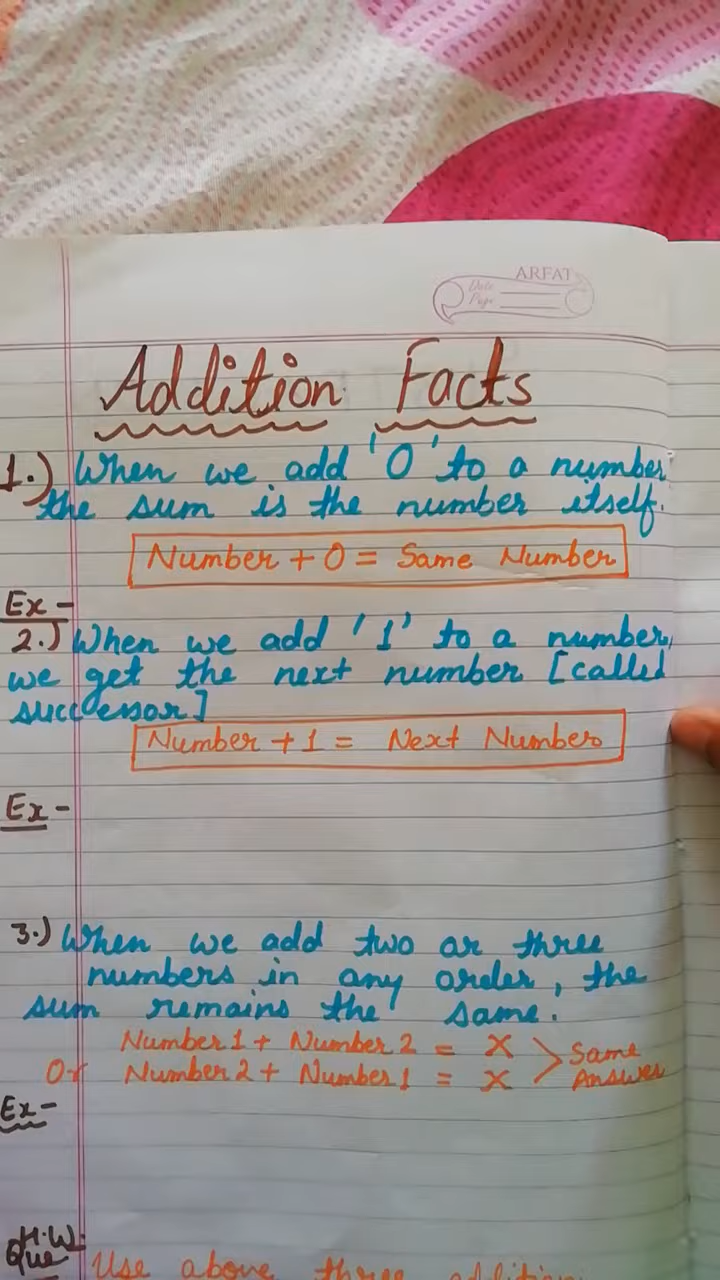 ARFAT
Date
Page
Addition Facts
1.) When we add '0' to a number
the sum is the number itself.
Number + 0 = Same Number
Ex -
2.) When we add '1' to a number,
we get the next number [called
successor]
Number + 1 = Next Number
Ex -
3.) When we add two or three
numbers in any order, the
sum remains the same.
Number 1 + Number 2 = X
Or Number 2 + Number 1 = X > Same Answer
Ex -
H.W.
Que Use above three addition